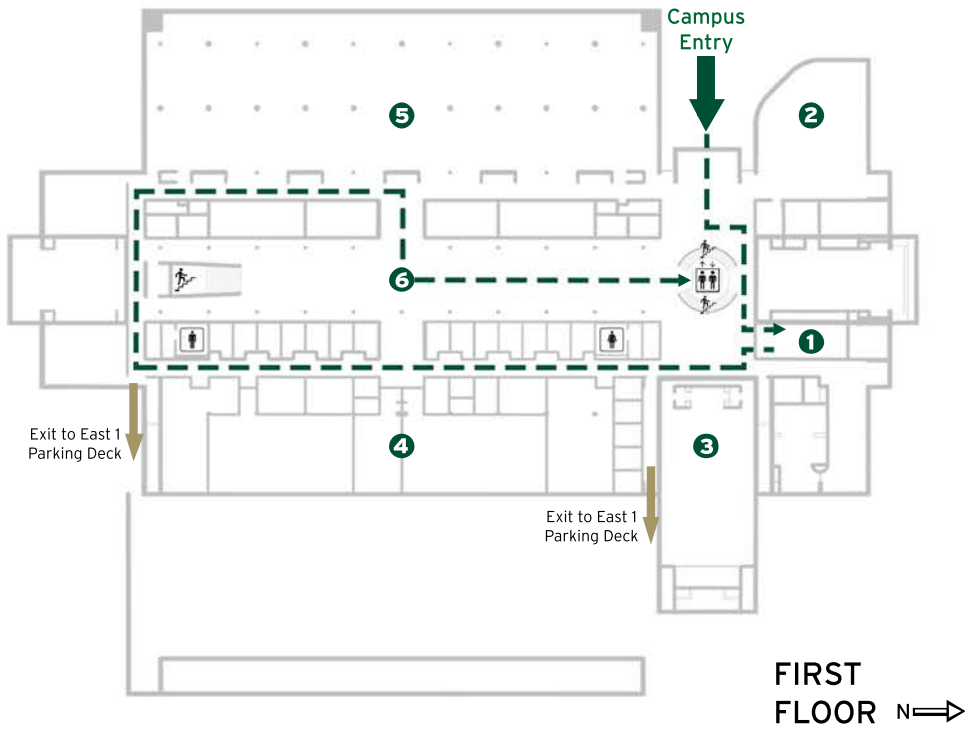 Campus
Entry
5
2
6
1
Exit to East 1
Parking Deck
4
3
Exit to East 1
Parking Deck
FIRST
FLOOR N